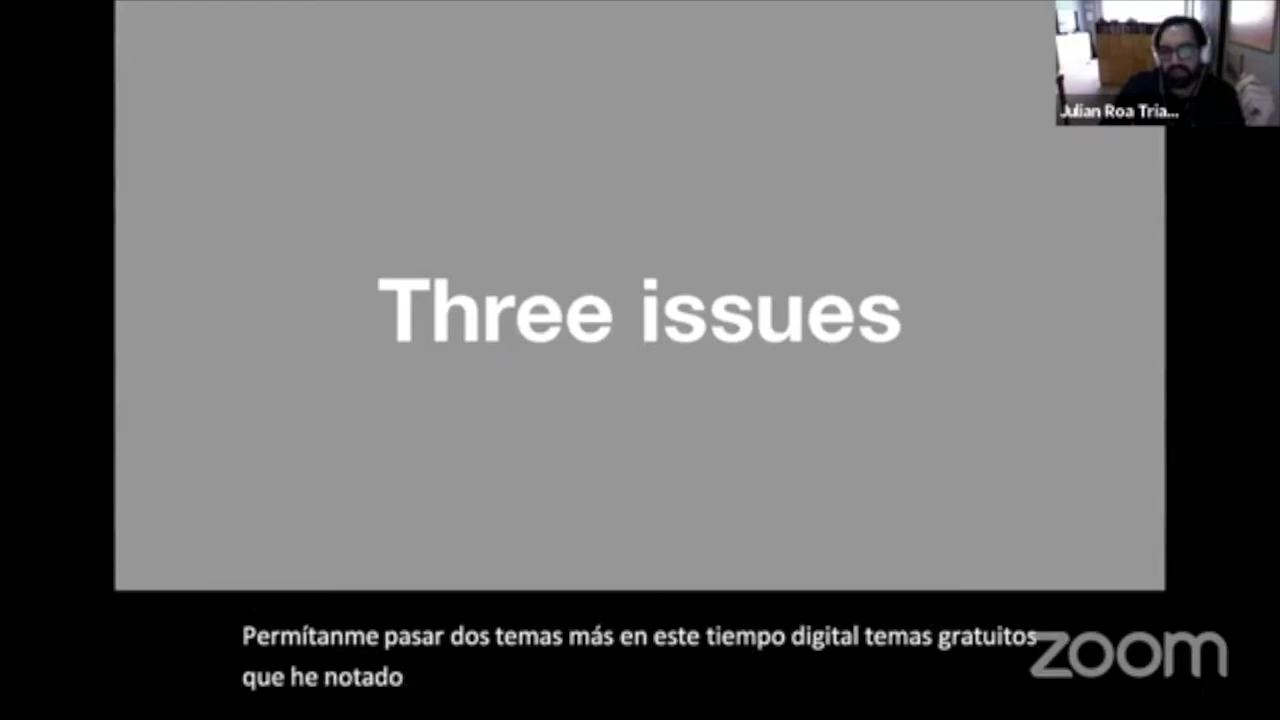 Julian Roa Tria...
Three issues
Permítanme pasar dos temas más en este tiempo digital temas gratuitos
que he notado
zoom